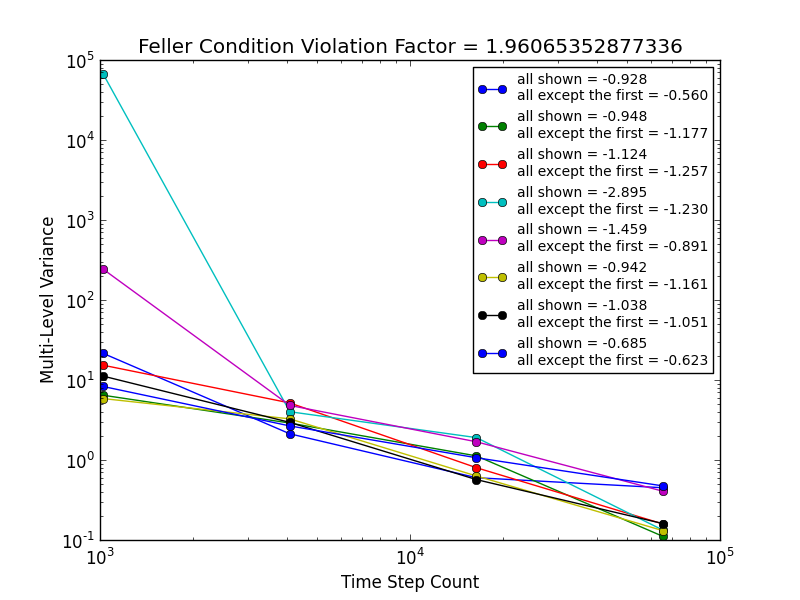 Feller Condition Violation Factor = 1.96065352877336
10^5
10^4
10^3
10^2
10^1
10^0
10^-1
Multi-Level Variance
all shown = -0.928
all except the first = -0.560
all shown = -0.948
all except the first = -1.177
all shown = -1.124
all except the first = -1.257
all shown = -2.895
all except the first = -1.230
all shown = -1.459
all except the first = -0.891
all shown = -0.942
all except the first = -1.161
all shown = -1.038
all except the first = -1.051
all shown = -0.685
all except the first = -0.623
10^3 10^4 10^5
Time Step Count